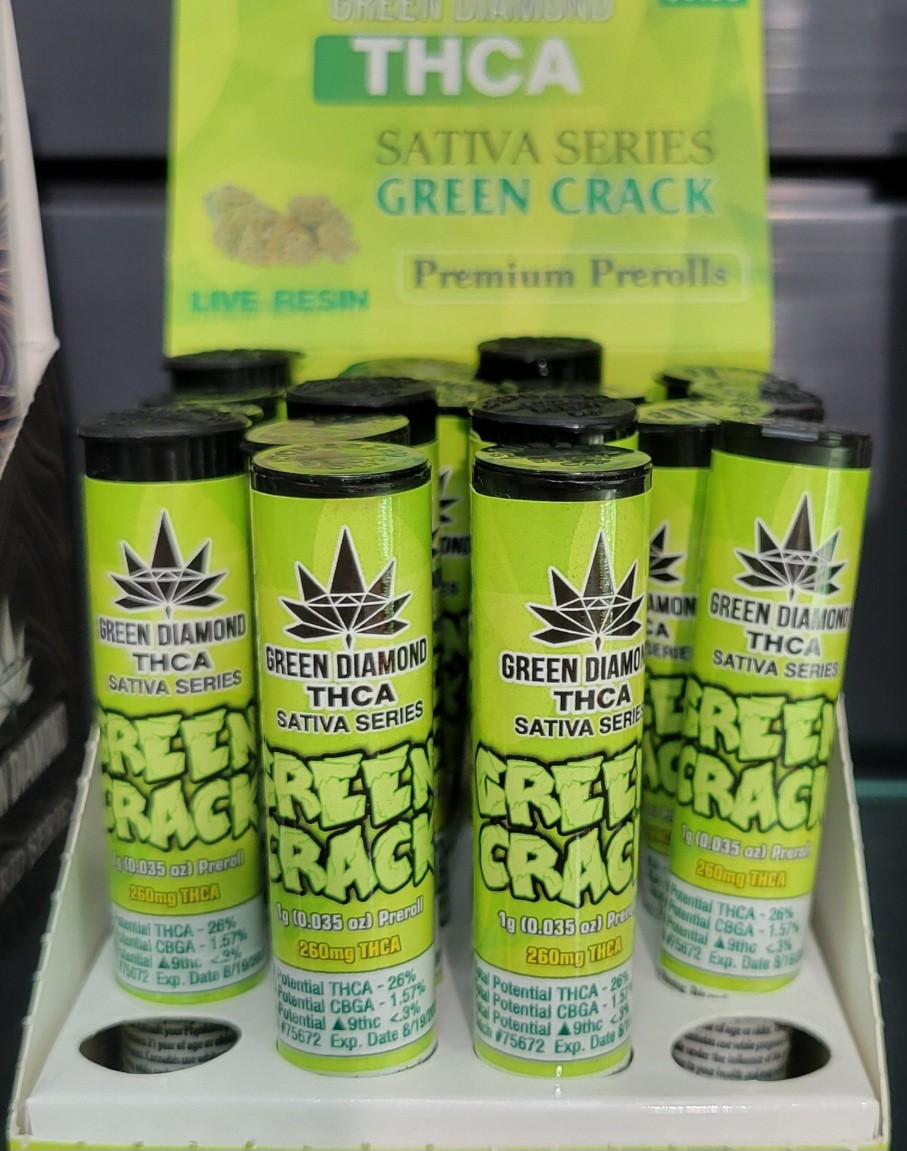 GREEN DIAMOND
THCA
SATIVA SERIES
GREEN CRACK
Premium Prerolls
LIVE RESIN
GREEN DIAMOND
THCA
SATIVA SERIES
GREEN
CRACK
1g (0.035 oz) Preroll
260mg THCA
Potential THCA - 26%
Potential CBGA - 1.57%
Potential ▲9thc <.3%
#75672 Exp. Date 8/19/20
GREEN DIAMOND
THCA
SATIVA SERIES
GREEN
CRACK
1g (0.035 oz) Preroll
260mg THCA
Potential THCA - 26%
Potential CBGA - 1.57%
Potential ▲9thc <.3%
#75672 Exp. Date 8/19/
GREEN DIAMON
THCA
SATIVA SERIES
GREE
CRAC
1g (0.035 oz) Prero
260mg THCA
Potential THCA - 26%
Potential CBGA - 1.57
Potential ▲9thc <.3%
#75672 Exp. Date 8/
GREEN DIAMOND
THCA
SATIVA SERIES
GREEN
CRACK
1g (0.035 oz) Preroll
260mg THCA
Potential THCA - 26%
Potential CBGA - 1.57%
Potential ▲9thc <.3%
#75672 Exp. Date 8/19